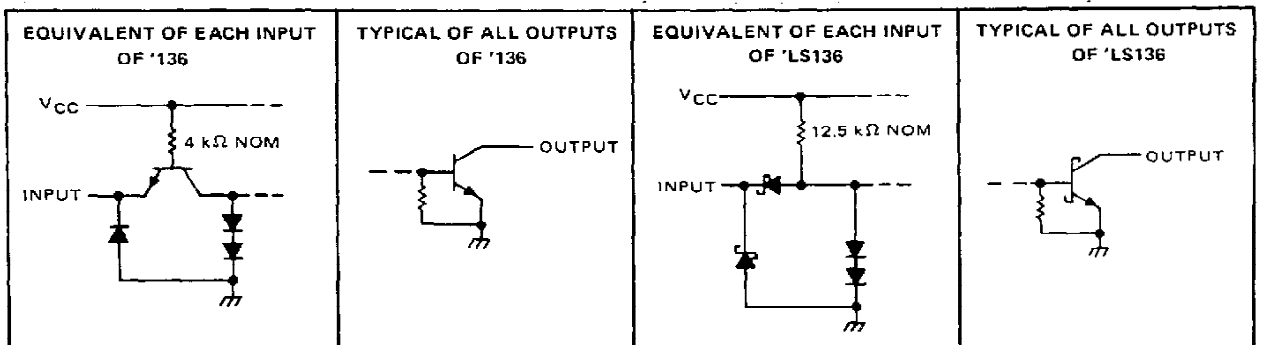 EQUIVALENT OF EACH INPUT
OF '136
VCC
4 kΩ NOM
INPUT
TYPICAL OF ALL OUTPUTS
OF '136
OUTPUT
EQUIVALENT OF EACH INPUT
OF 'LS136
VCC
12.5 kΩ NOM
INPUT
TYPICAL OF ALL OUTPUTS
OF 'LS136
OUTPUT